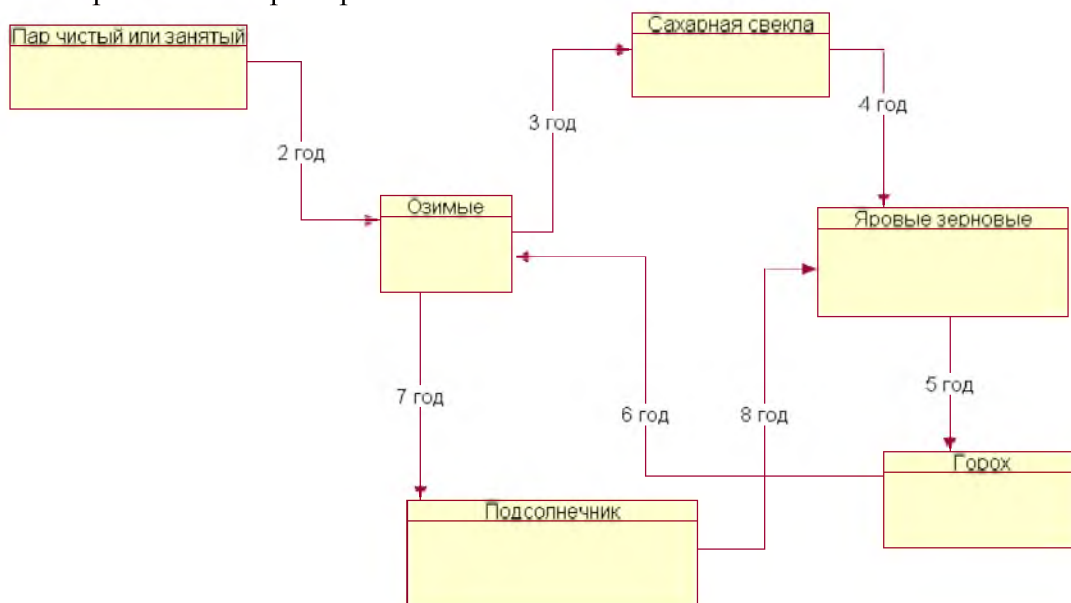 Пар чистый или занятый
Сахарная свекла
4 год
3 год
2 год
Озимые
Яровые зерновые
7 год
6 год
8 год
5 год
Горох
Подсолнечник